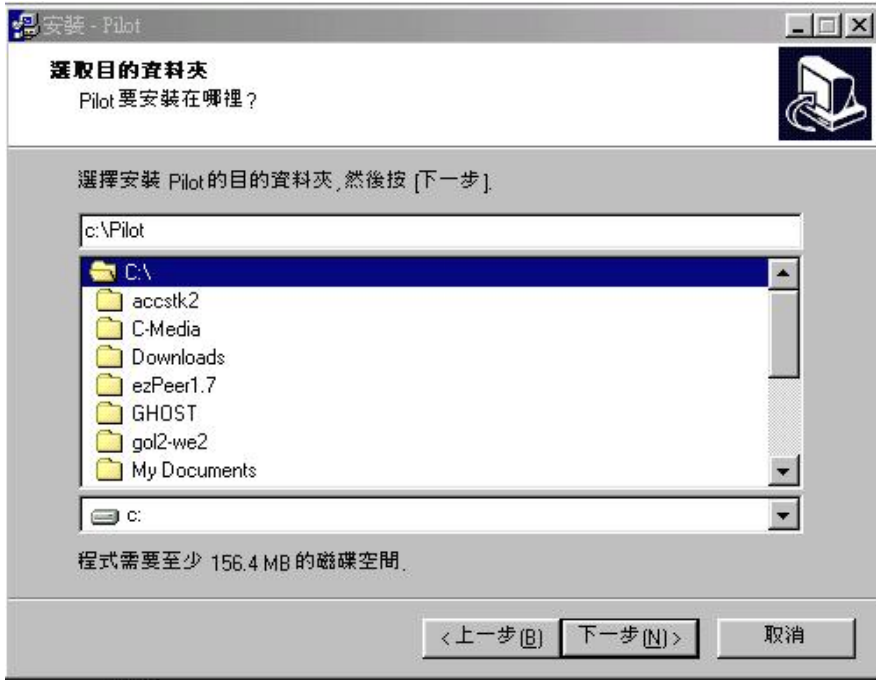 安裝 - Pilot
選取目的資料夾
Pilot 要安裝在哪裡?
選擇安裝 Pilot 的目的資料夾,然後按 [下一步].
c:\Pilot
C:\
accstk2
C-Media
Downloads
ezPeer1.7
GHOST
gol2-we2
My Documents
c:
程式需要至少 156.4 MB 的磁碟空間.
<上一步(B) 下一步(N)> 取消